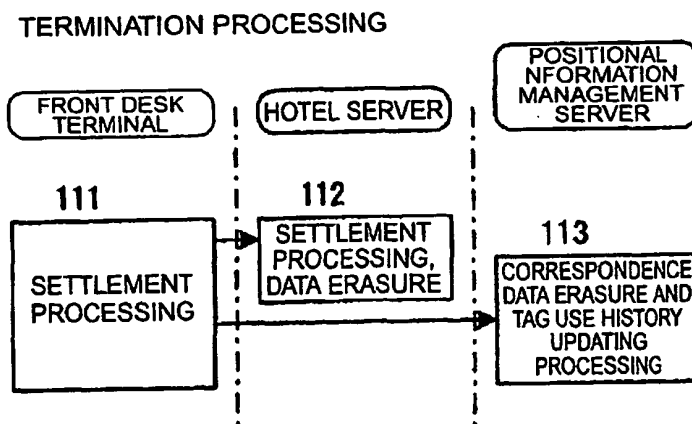 TERMINATION PROCESSING
FRONT DESK
TERMINAL
HOTEL SERVER
POSITIONAL
NFORMATION
MANAGEMENT
SERVER
111
SETTLEMENT
PROCESSING
112
SETTLEMENT
PROCESSING,
DATA ERASURE
113
CORRESPONDENCE
DATA ERASURE AND
TAG USE HISTORY
UPDATING
PROCESSING